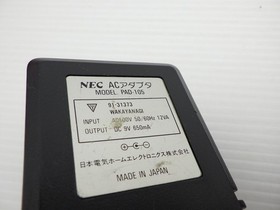 NEC ACアダプタ
MODEL PAD-105
91-31373
WAKAYANAGI
INPUT AC100V 50/60Hz 12VA
OUTPUT DC 9V 650mA
日本電気ホームエレクトロニクス株式会社
MADE IN JAPAN